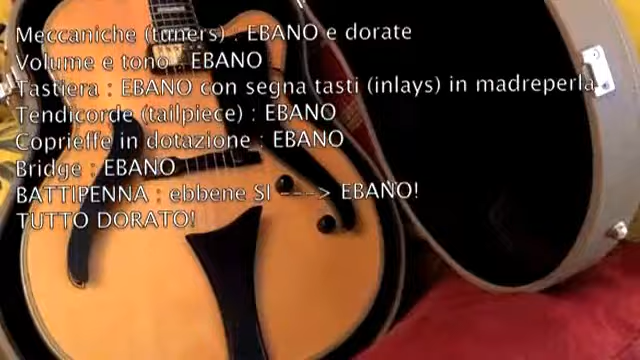 Meccaniche (tuners) : EBANO e dorate
Volume e tono : EBANO
Tastiera : EBANO con segna tasti (inlays) in madreperla
Tendicorde (tailpiece) : EBANO
Coprieffe in dotazione : EBANO
Bridge : EBANO
BATTIPENNA : ebbene SI ---> EBANO!
TUTTO DORATO!